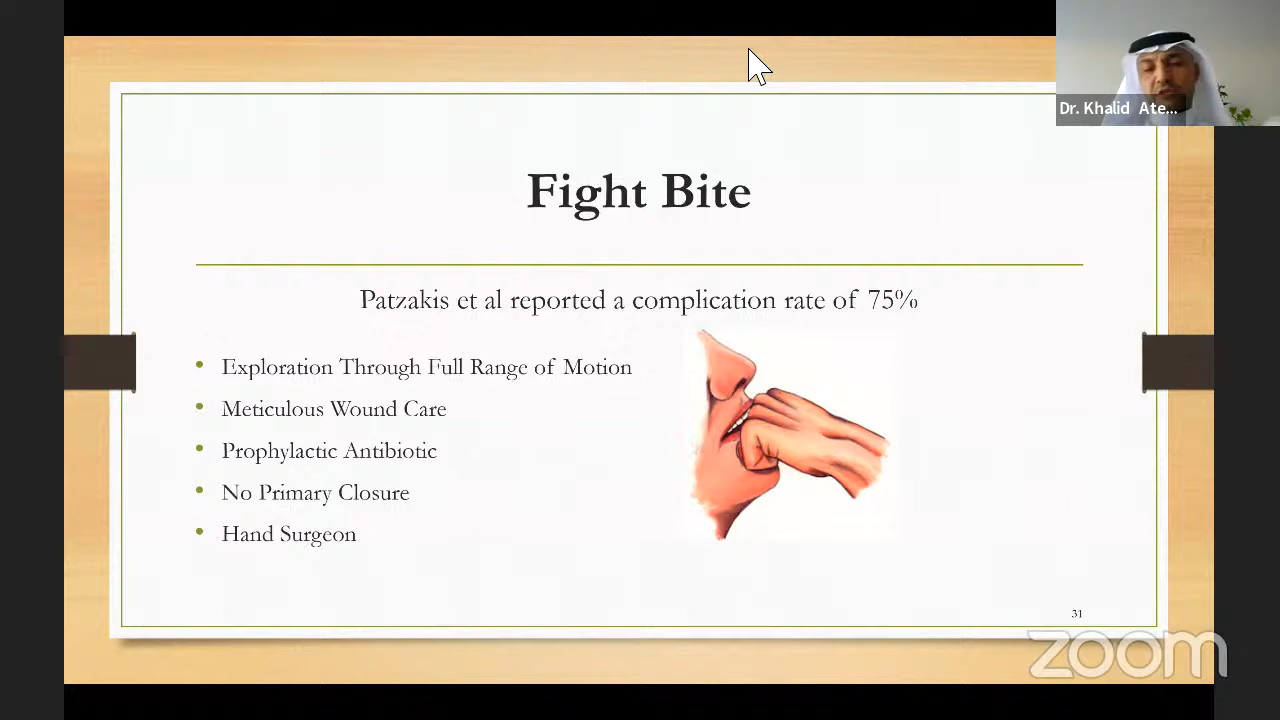 Dr. Khalid Ate...
Fight Bite
Patzakis et al reported a complication rate of 75%
• Exploration Through Full Range of Motion
• Meticulous Wound Care
• Prophylactic Antibiotic
• No Primary Closure
• Hand Surgeon
31
zoom